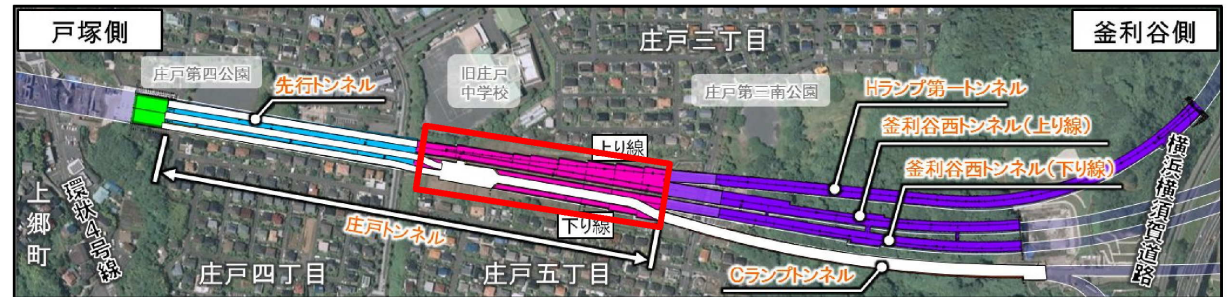 戸塚側
釜利谷側
庄戸三丁目
庄戸第四公園
旧庄戸
中学校
庄戸第三南公園
先行トンネル
Hランプ第一トンネル
釜利谷西トンネル(上り線)
釜利谷西トンネル(下り線)
上り線
下り線
横浜横須賀道路
上郷町
環状4号線
庄戸トンネル
庄戸四丁目
庄戸五丁目
Cランプトンネル